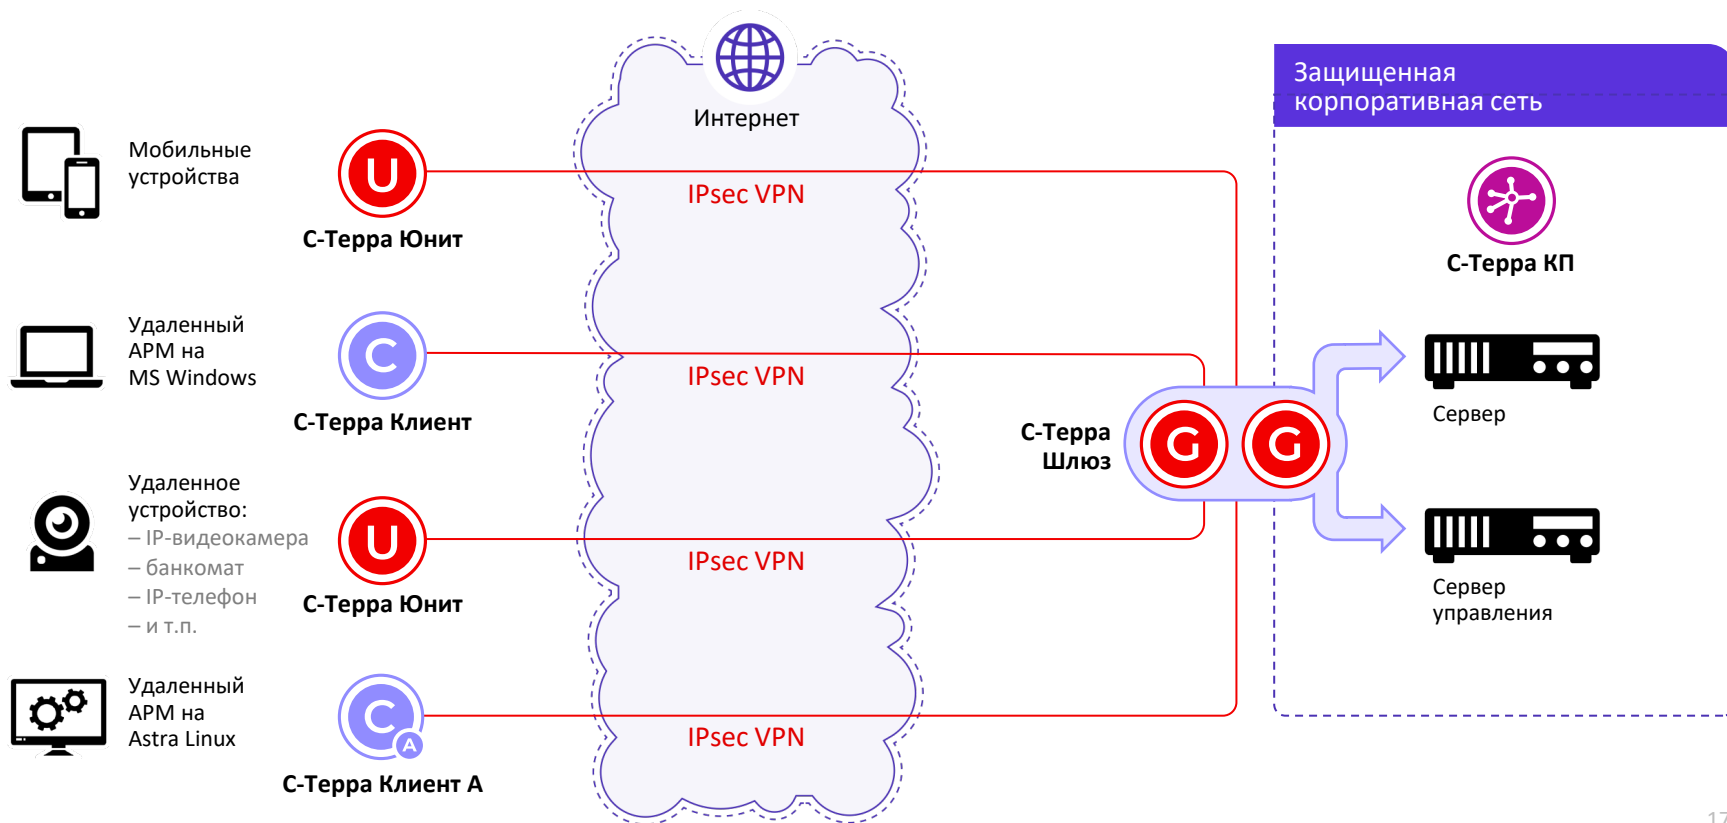 Интернет
Защищенная
корпоративная сеть
Мобильные
устройства
U
С-Терра Юнит
IPsec VPN
С-Терра КП
Удаленный
АРМ на
MS Windows
C
С-Терра Клиент
IPsec VPN
С-Терра
Шлюз
G
G
Сервер
Удаленное
устройство:
– IP-видеокамера
– банкомат
– IP-телефон
– и т.п.
U
С-Терра Юнит
IPsec VPN
Сервер
управления
Удаленный
АРМ на
Astra Linux
C
A
С-Терра Клиент А
IPsec VPN
17